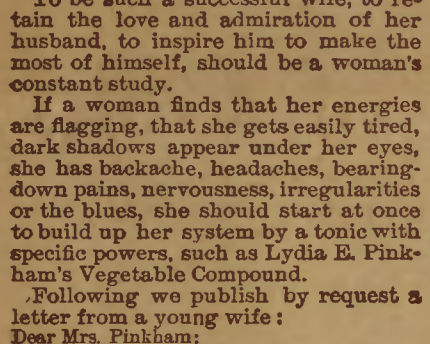 To be such a successful wife, to re-
tain the love and admiration of her
husband, to inspire him to make the
most of himself, should be a woman's
constant study.
If a woman finds that her energies
are flagging, that she gets easily tired,
dark shadows appear under her eyes,
she has backache, headaches, bearing-
down pains, nervousness, irregularities
or the blues, she should start at once
to build up her system by a tonic with
specific powers, such as Lydia E. Pink-
ham's Vegetable Compound.
Following we publish by request a
letter from a young wife:
Dear Mrs. Pinkham: